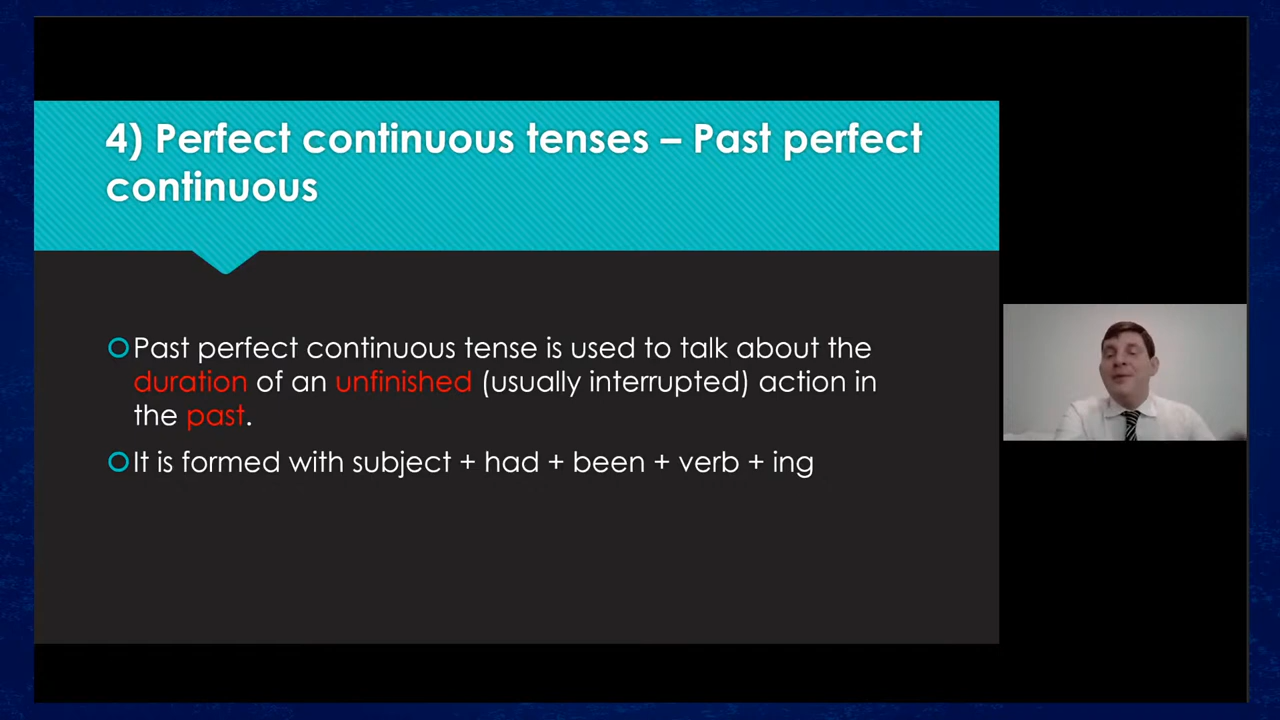 4) Perfect continuous tenses – Past perfect
continuous
Past perfect continuous tense is used to talk about the
duration of an unfinished (usually interrupted) action in
the past.
It is formed with subject + had + been + verb + ing